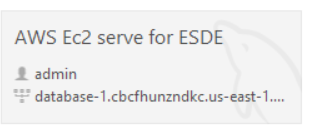 AWS Ec2 serve for ESDE
admin
database-1.cbcfhunzndkc.us-east-1....